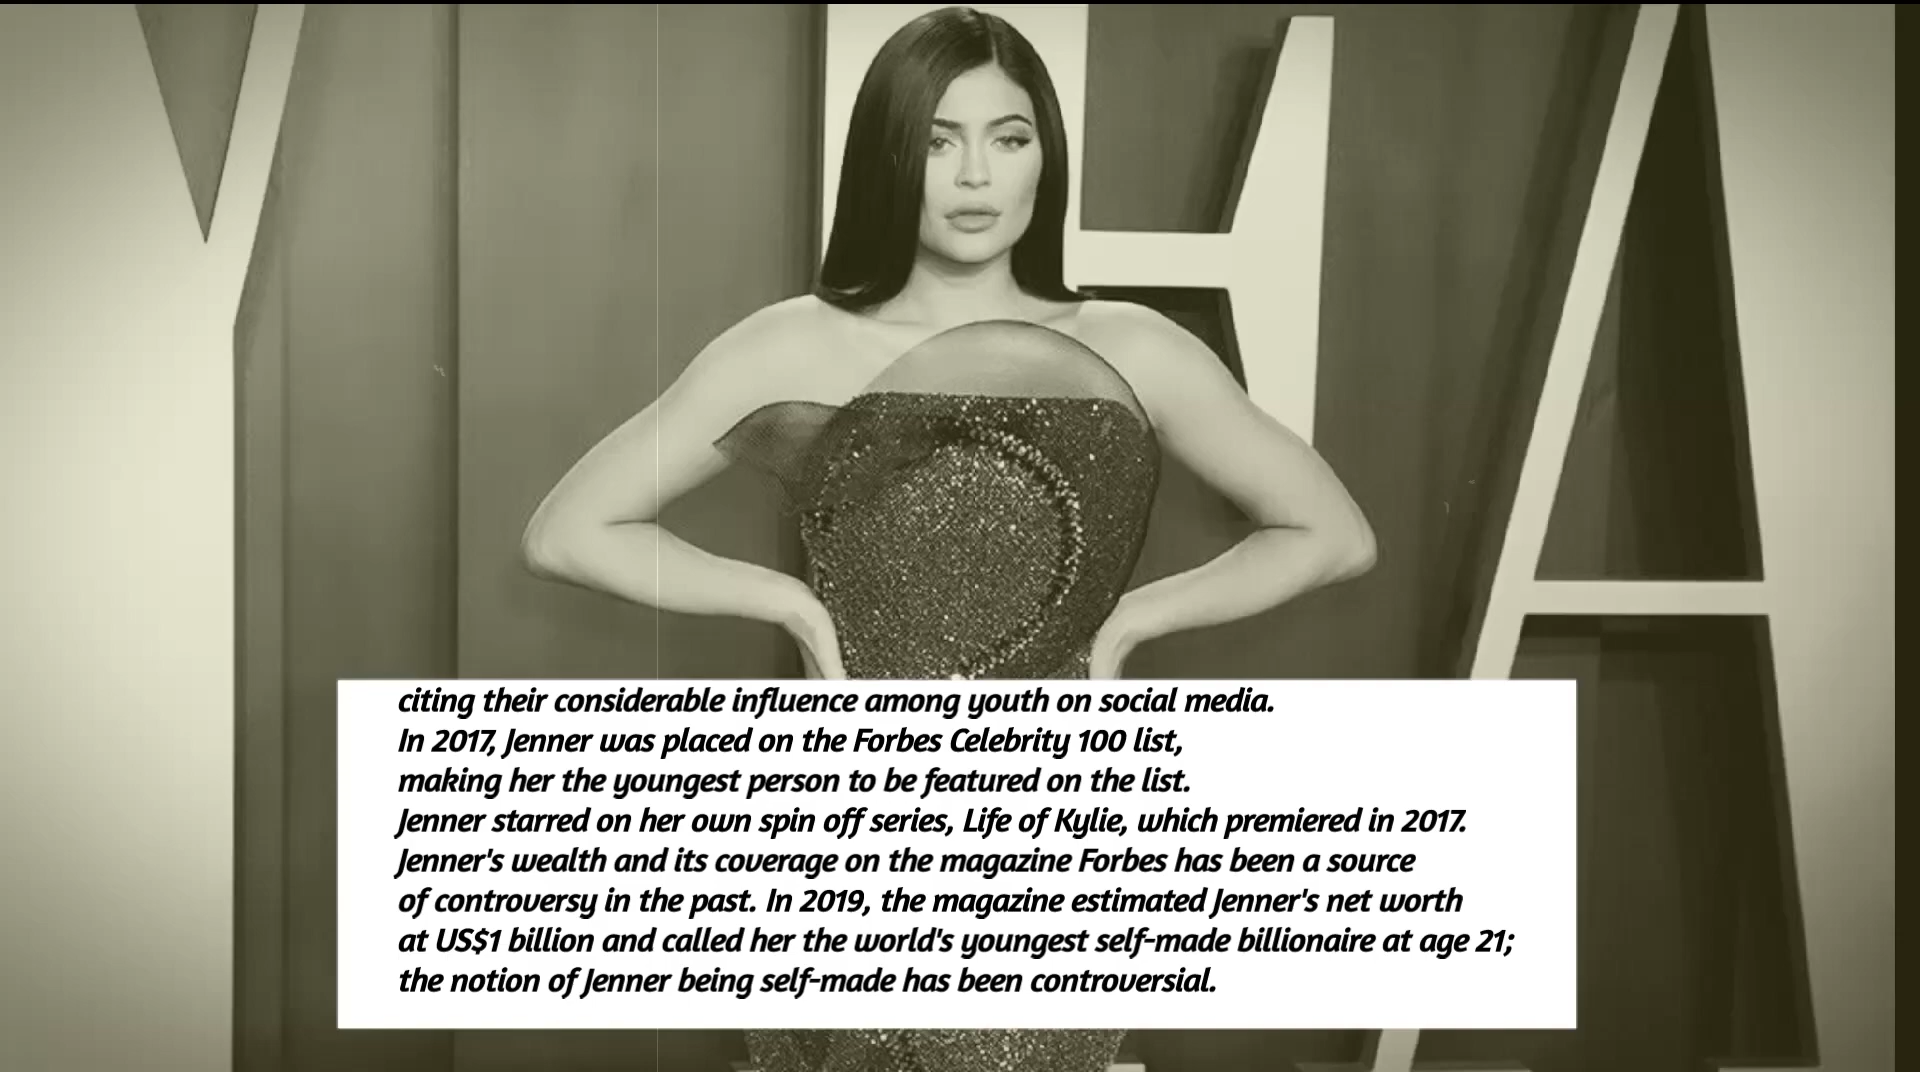 Y HA
citing their considerable influence among youth on social media.
In 2017, Jenner was placed on the Forbes Celebrity 100 list,
making her the youngest person to be featured on the list.
Jenner starred on her own spin off series, Life of Kylie, which premiered in 2017.
Jenner's wealth and its coverage on the magazine Forbes has been a source
of controversy in the past. In 2019, the magazine estimated Jenner's net worth
at US$1 billion and called her the world's youngest self-made billionaire at age 21;
the notion of Jenner being self-made has been controversial.